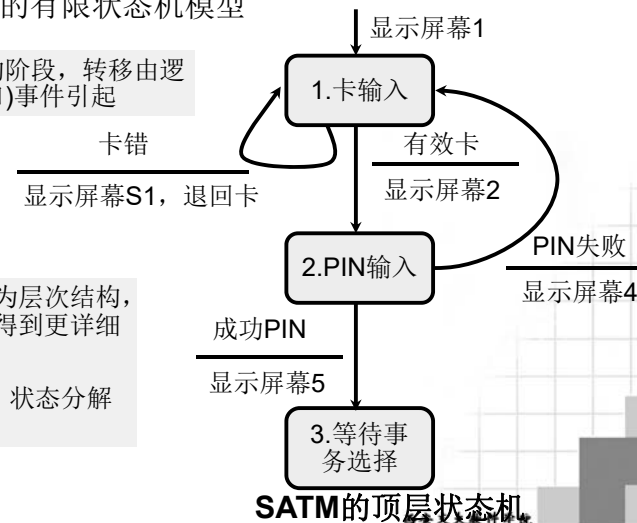 的有限状态机模型
显示屏幕1
阶段，转移由逻
)事件引起
1.卡输入
卡错
显示屏幕S1，退回卡
有效卡
显示屏幕2
2.PIN输入
PIN失败
显示屏幕4
为层次结构，
得到更详细
状态分解
成功PIN
显示屏幕5
3.等待事
务选择
SATM的顶层状态机